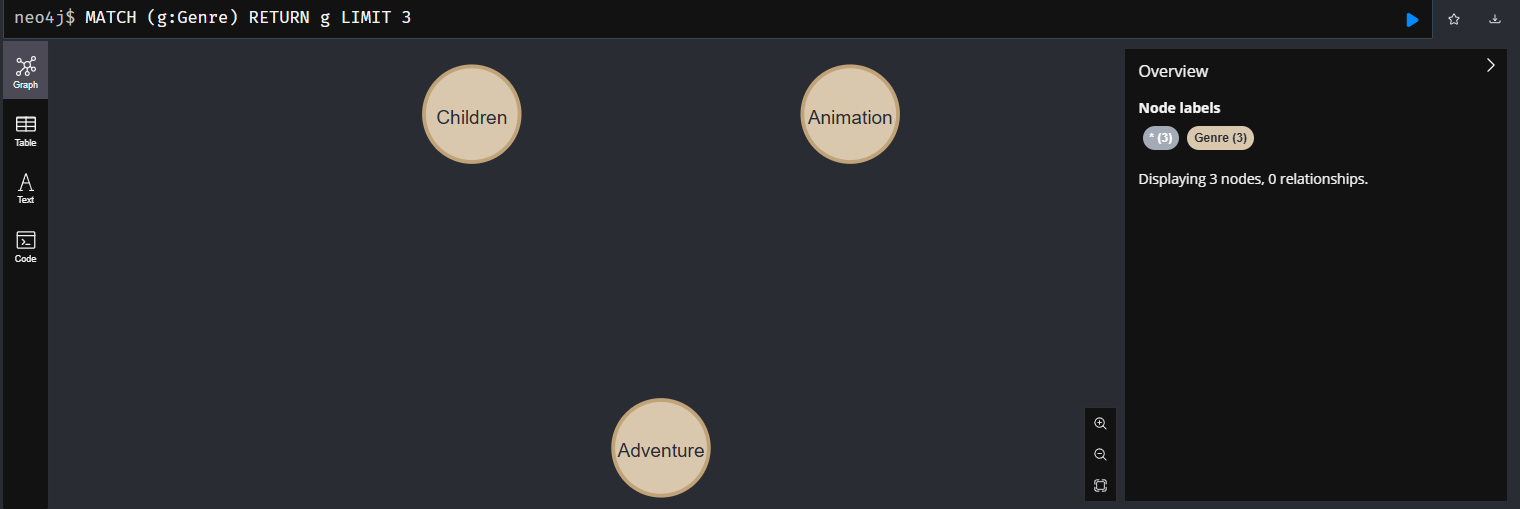 neo4j$ MATCH (g:Genre) RETURN g LIMIT 3
Graph
Table
Text
Code
Children
Animation
Adventure
Overview
Node labels
* (3) Genre (3)
Displaying 3 nodes, 0 relationships.